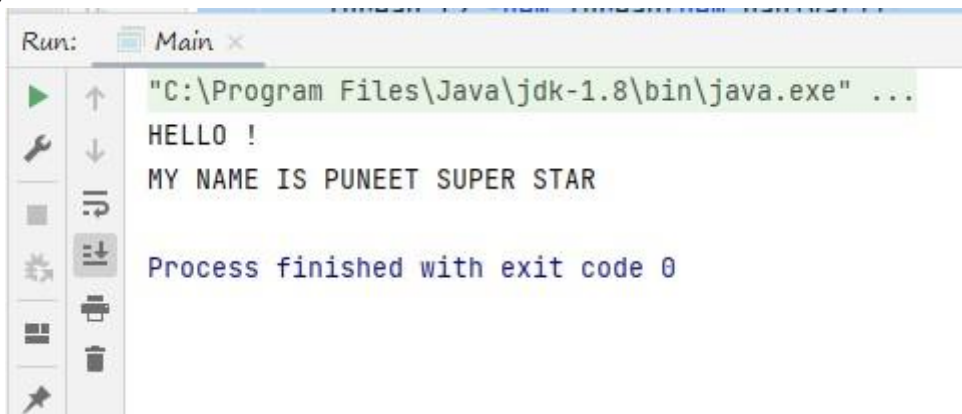 Run: Main
"C:\Program Files\Java\jdk-1.8\bin\java.exe" ...
HELLO !
MY NAME IS PUNEET SUPER STAR
Process finished with exit code 0